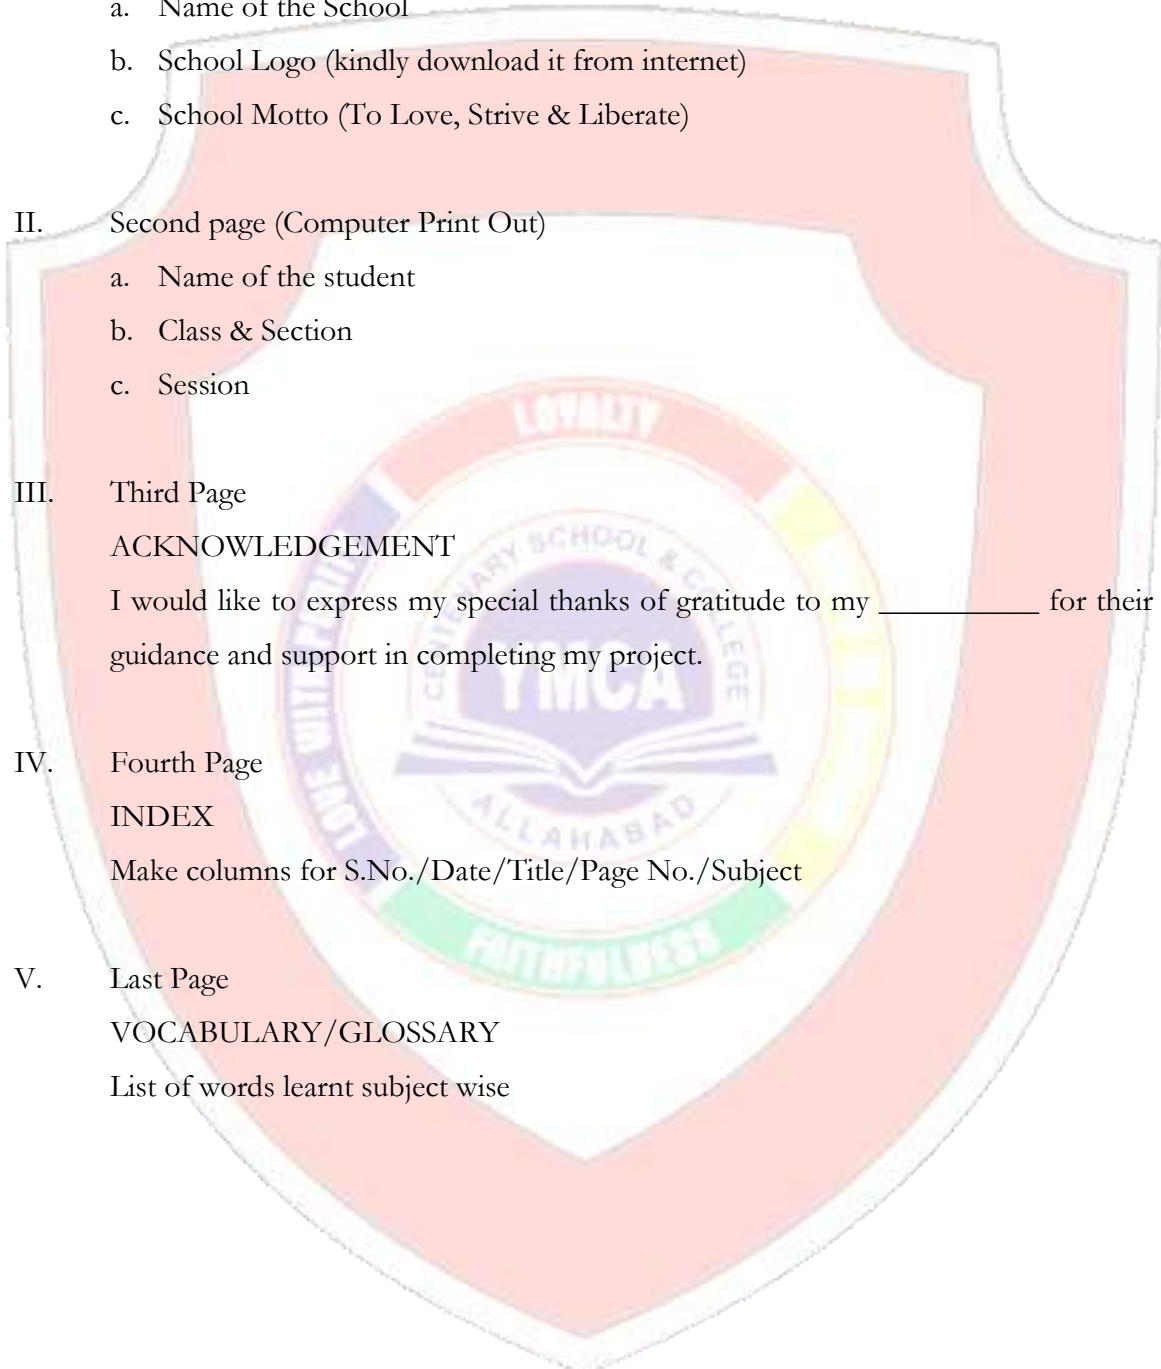 a. Name of the School
b. School Logo (kindly download it from internet)
c. School Motto (To Love, Strive & Liberate)
II. Second page (Computer Print Out)
a. Name of the student
b. Class & Section
c. Session
LOYALTY
III. Third Page
ACKNOWLEDGEMENT
CENTENARY SCHOOL & COLLEGE
I would like to express my special thanks of gratitude to my __________ for their
guidance and support in completing my project.
YMCA
LOVE WITH PURITY
IV. Fourth Page
INDEX
ALLAHABAD
Make columns for S.No./Date/Title/Page No./Subject
FAITHFULNESS
V. Last Page
VOCABULARY/GLOSSARY
List of words learnt subject wise